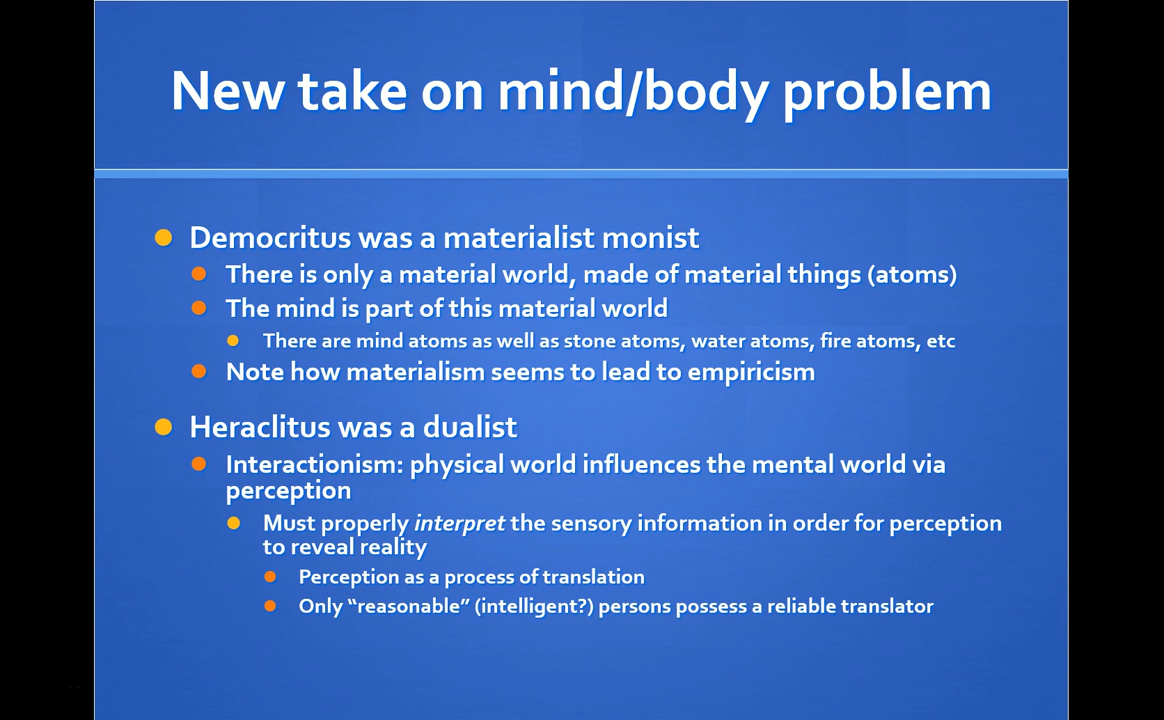 New take on mind/body problem
Democritus was a materialist monist
There is only a material world, made of material things (atoms)
The mind is part of this material world
There are mind atoms as well as stone atoms, water atoms, fire atoms, etc
Note how materialism seems to lead to empiricism
Heraclitus was a dualist
Interactionism: physical world influences the mental world via
perception
Must properly interpret the sensory information in order for perception
to reveal reality
Perception as a process of translation
Only “reasonable” (intelligent?) persons possess a reliable translator